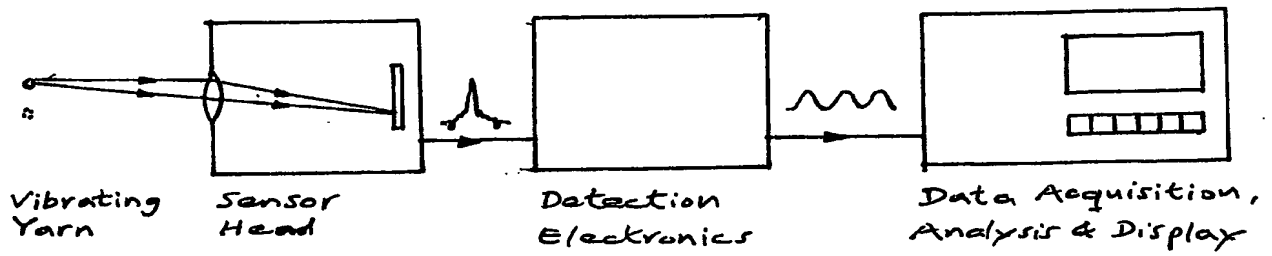 Vibrating Yarn
Sensor Head
Detection Electronics
Data Acquisition, Analysis & Display